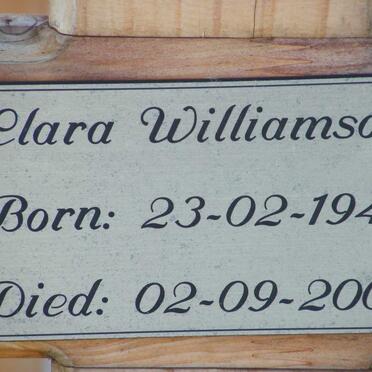 Clara Williamso
Born: 23-02-194
Died: 02-09-200